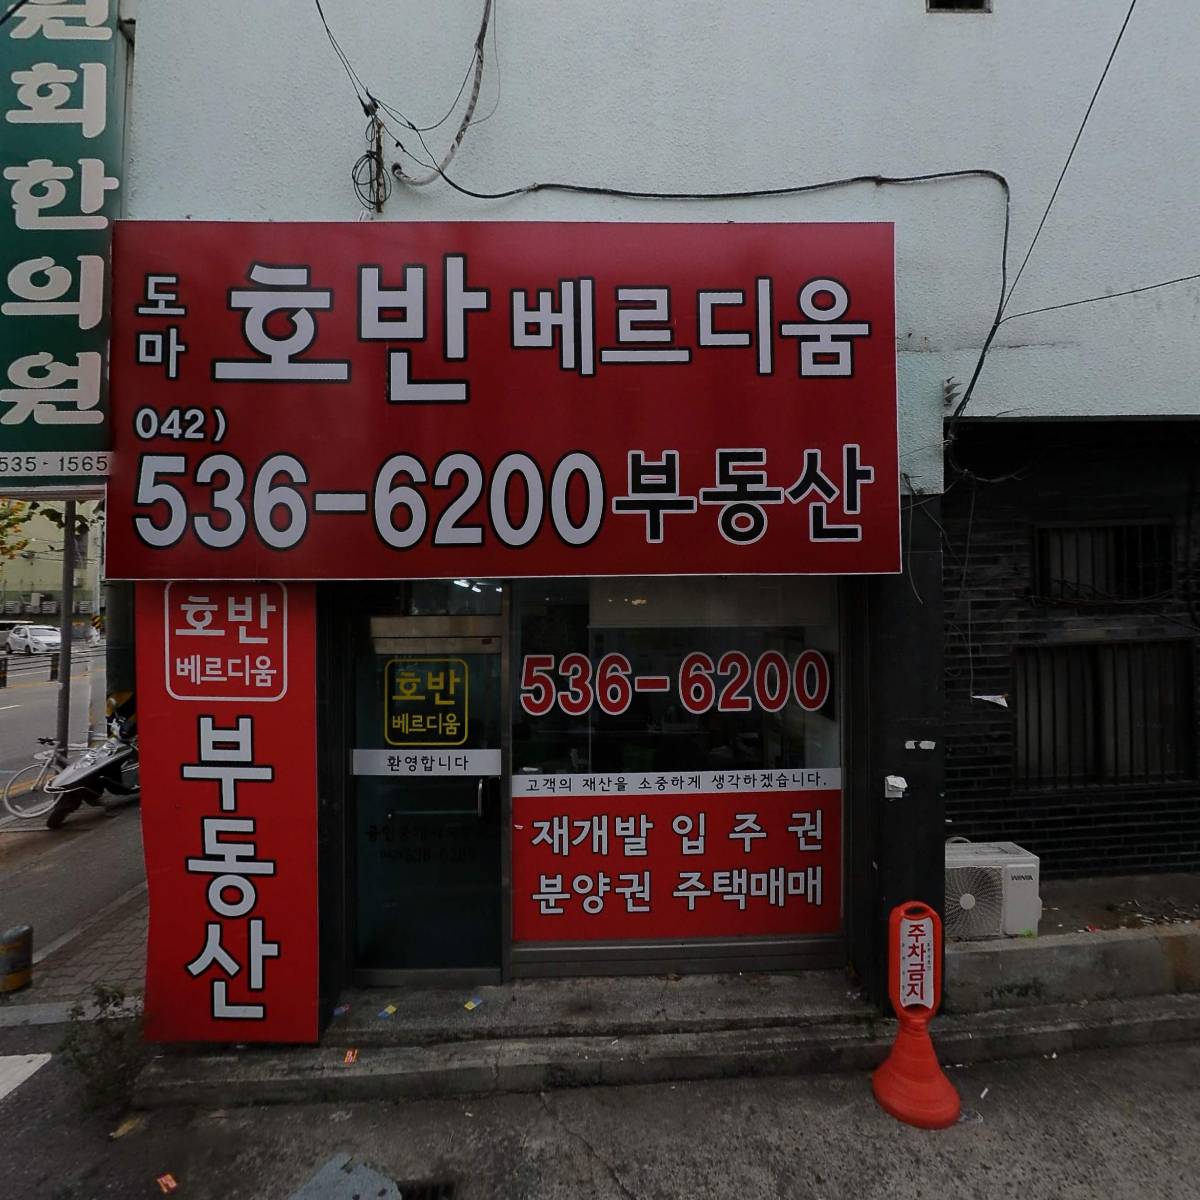 원회한의원
535-1565
도마 호반 베르디움
042)
536-6200 부동산
호반
베르디움
부동산
호반
베르디움
환영합니다
536-6200
고객의 재산을 소중하게 생각하겠습니다.
재개발 입주권
분양권 주택매매
주차금지
WINIA